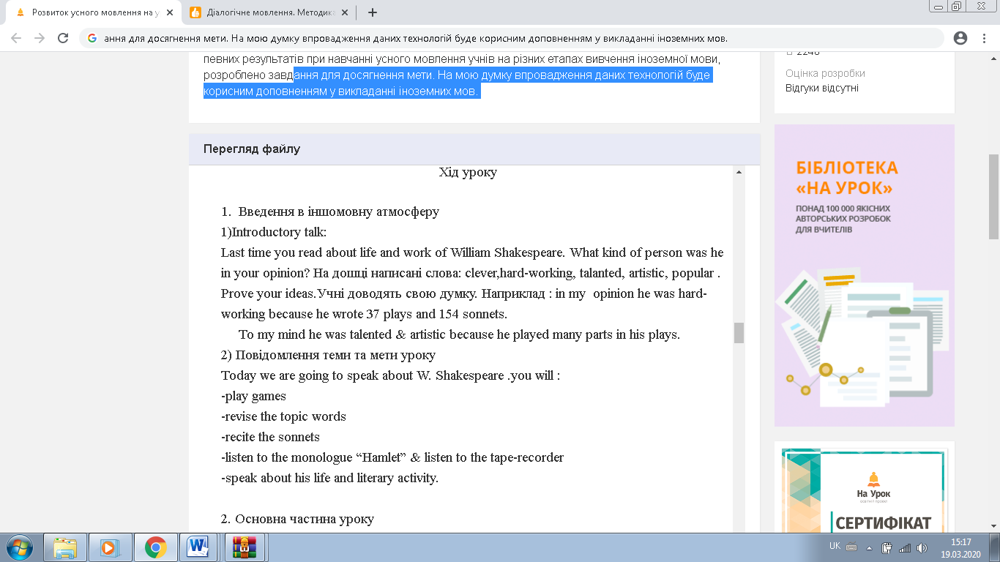 Розвиток усного мовлення на у
Діалогічне мовлення. Методика
ання для досягнення мети. На мою думку впровадження даних технологій буде корисним доповненням у викладанні іноземних мов.
певних результатів при навчанні усного мовлення учнів на різних етапах вивчення іноземної мови,
розроблено завдання для досягнення мети. На мою думку впровадження даних технологій буде
корисним доповненням у викладанні іноземних мов.
2248
Оцінка розробки
Відгуки відсутні
Перегляд файлу
Хід уроку
1. Введення в іншомовну атмосферу
1)Introductory talk:
Last time you read about life and work of William Shakespeare. What kind of person was he
in your opinion? На дошці написані слова: clever,hard-working, talanted, artistic, popular .
Prove your ideas.Учні доводять свою думку. Наприклад : in my opinion he was hard-
working because he wrote 37 plays and 154 sonnets.
To my mind he was talented & artistic because he played many parts in his plays.
2) Повідомлення теми та мети уроку
Today we are going to speak about W. Shakespeare .you will :
-play games
-revise the topic words
-recite the sonnets
-listen to the monologue “Hamlet” & listen to the tape-recorder
-speak about his life and literary activity.
2. Основна частина уроку
БІБЛІОТЕКА
«НА УРОК»
ПОНАД 100 000 ЯКІСНИХ
АВТОРСЬКИХ РОЗРОБОК
ДЛЯ ВЧИТЕЛІВ
На Урок
освітній проект
СЕРТИФІКАТ
UK
15:17
19.03.2020